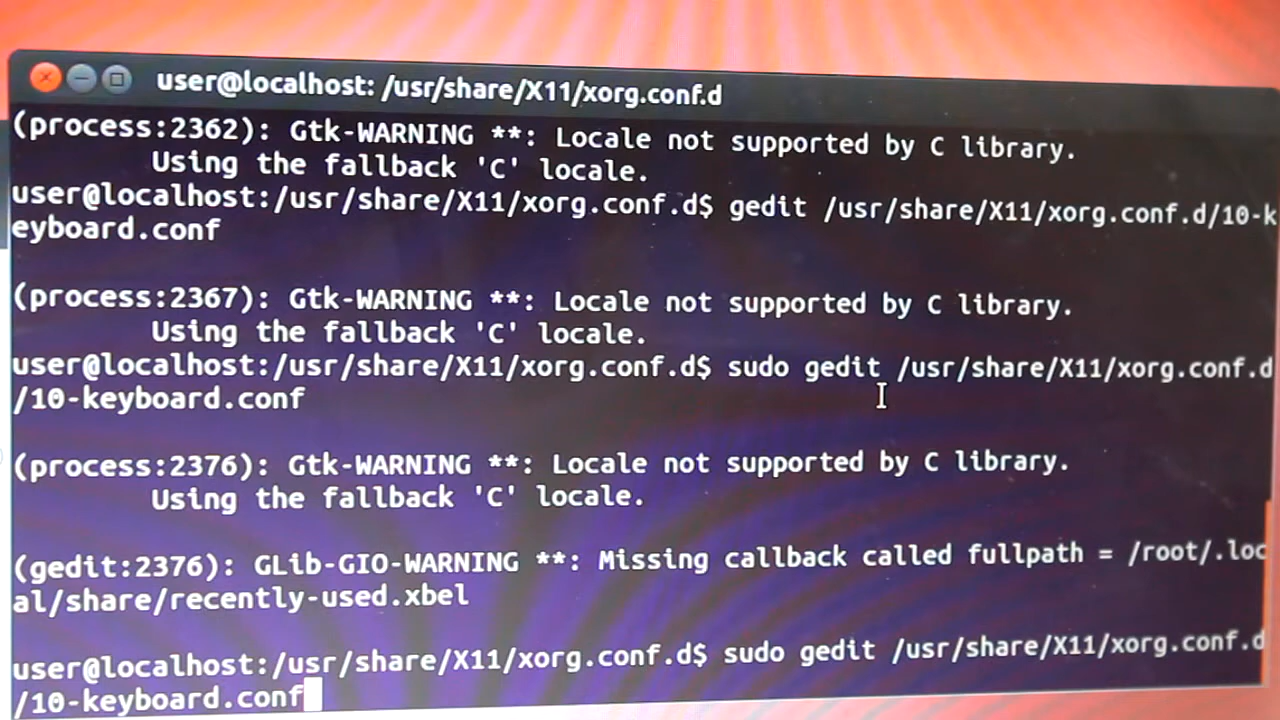 user@localhost: /usr/share/X11/xorg.conf.d
(process:2362): Gtk-WARNING **: Locale not supported by C library.
Using the fallback 'C' locale.
user@localhost:/usr/share/X11/xorg.conf.d$ gedit /usr/share/X11/xorg.conf.d/10-k
eyboard.conf
(process:2367): Gtk-WARNING **: Locale not supported by C library.
Using the fallback 'C' locale.
user@localhost:/usr/share/X11/xorg.conf.d$ sudo gedit /usr/share/X11/xorg.conf.d
/10-keyboard.conf
(process:2376): Gtk-WARNING **: Locale not supported by C library.
Using the fallback 'C' locale.
(gedit:2376): GLib-GIO-WARNING **: Missing callback called fullpath = /root/.loc
al/share/recently-used.xbel
user@localhost:/usr/share/X11/xorg.conf.d$ sudo gedit /usr/share/X11/xorg.conf.d
/10-keyboard.conf